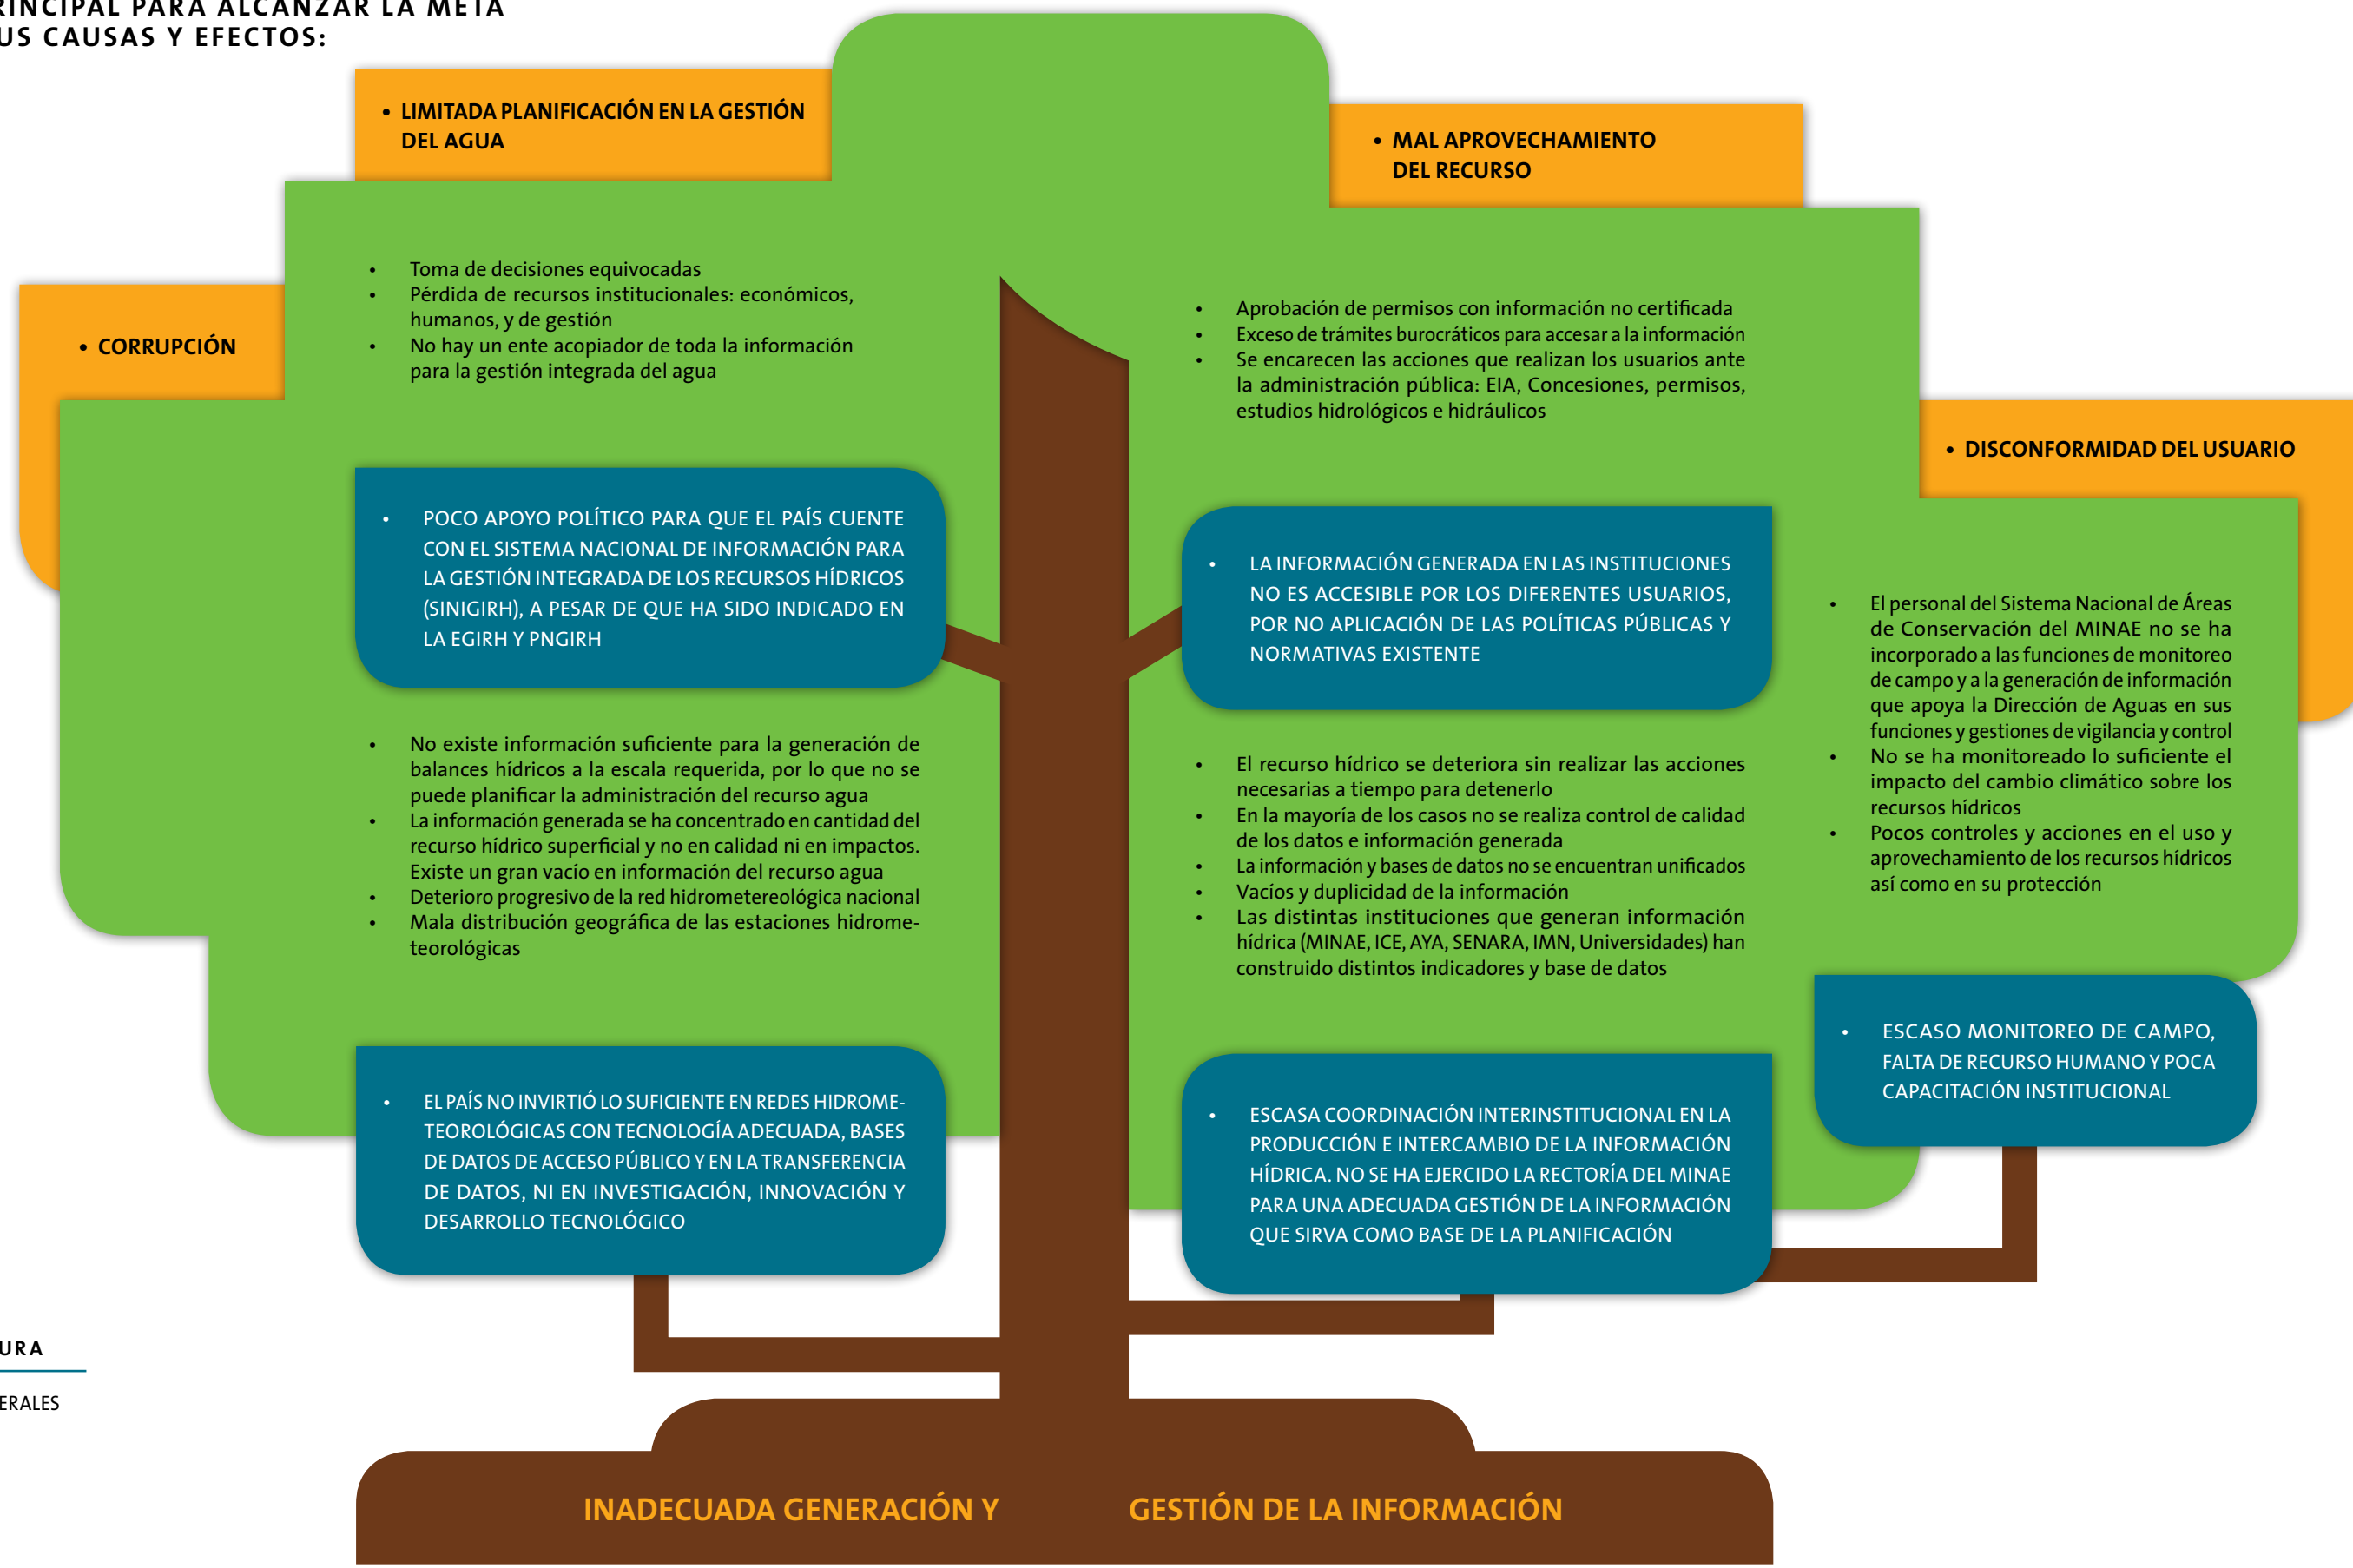 RINCIPAL PARA ALCANZAR LA META
US CAUSAS Y EFECTOS:
• LIMITADA PLANIFICACIÓN EN LA GESTIÓN
DEL AGUA
• MAL APROVECHAMIENTO
DEL RECURSO
• CORRUPCIÓN
• DISCONFORMIDAD DEL USUARIO
• Toma de decisiones equivocadas
• Pérdida de recursos institucionales: económicos,
humanos, y de gestión
• No hay un ente acopiador de toda la información
para la gestión integrada del agua
• Aprobación de permisos con información no certificada
• Exceso de trámites burocráticos para accesar a la información
• Se encarecen las acciones que realizan los usuarios ante
la administración pública: EIA, Concesiones, permisos,
estudios hidrológicos e hidráulicos
• POCO APOYO POLÍTICO PARA QUE EL PAÍS CUENTE
CON EL SISTEMA NACIONAL DE INFORMACIÓN PARA
LA GESTIÓN INTEGRADA DE LOS RECURSOS HÍDRICOS
(SINIGIRH), A PESAR DE QUE HA SIDO INDICADO EN
LA EGIRH Y PNGIRH
• LA INFORMACIÓN GENERADA EN LAS INSTITUCIONES
NO ES ACCESIBLE POR LOS DIFERENTES USUARIOS,
POR NO APLICACIÓN DE LAS POLÍTICAS PÚBLICAS Y
NORMATIVAS EXISTENTE
• El personal del Sistema Nacional de Áreas
de Conservación del MINAE no se ha
incorporado a las funciones de monitoreo
de campo y a la generación de información
que apoya la Dirección de Aguas en sus
funciones y gestiones de vigilancia y control
• No se ha monitoreado lo suficiente el
impacto del cambio climático sobre los
recursos hídricos
• Pocos controles y acciones en el uso y
aprovechamiento de los recursos hídricos
así como en su protección
• No existe información suficiente para la generación de
balances hídricos a la escala requerida, por lo que no se
puede planificar la administración del recurso agua
• La información generada se ha concentrado en cantidad del
recurso hídrico superficial y no en calidad ni en impactos.
Existe un gran vacío en información del recurso agua
• Deterioro progresivo de la red hidrometereológica nacional
• Mala distribución geográfica de las estaciones hidrome-
teorológicas
• El recurso hídrico se deteriora sin realizar las acciones
necesarias a tiempo para detenerlo
• En la mayoría de los casos no se realiza control de calidad
de los datos e información generada
• La información y bases de datos no se encuentran unificados
• Vacíos y duplicidad de la información
• Las distintas instituciones que generan información
hídrica (MINAE, ICE, AYA, SENARA, IMN, Universidades) han
construido distintos indicadores y base de datos
• ESCASO MONITOREO DE CAMPO,
FALTA DE RECURSO HUMANO Y POCA
CAPACITACIÓN INSTITUCIONAL
• EL PAÍS NO INVIRTIÓ LO SUFICIENTE EN REDES HIDROME-
TEOROLÓGICAS CON TECNOLOGÍA ADECUADA, BASES
DE DATOS DE ACCESO PÚBLICO Y EN LA TRANSFERENCIA
DE DATOS, NI EN INVESTIGACIÓN, INNOVACIÓN Y
DESARROLLO TECNOLÓGICO
• ESCASA COORDINACIÓN INTERINSTITUCIONAL EN LA
PRODUCCIÓN E INTERCAMBIO DE LA INFORMACIÓN
HÍDRICA. NO SE HA EJERCIDO LA RECTORÍA DEL MINAE
PARA UNA ADECUADA GESTIÓN DE LA INFORMACIÓN
QUE SIRVA COMO BASE DE LA PLANIFICACIÓN
URA
ERALES
INADECUADA GENERACIÓN Y GESTIÓN DE LA INFORMACIÓN